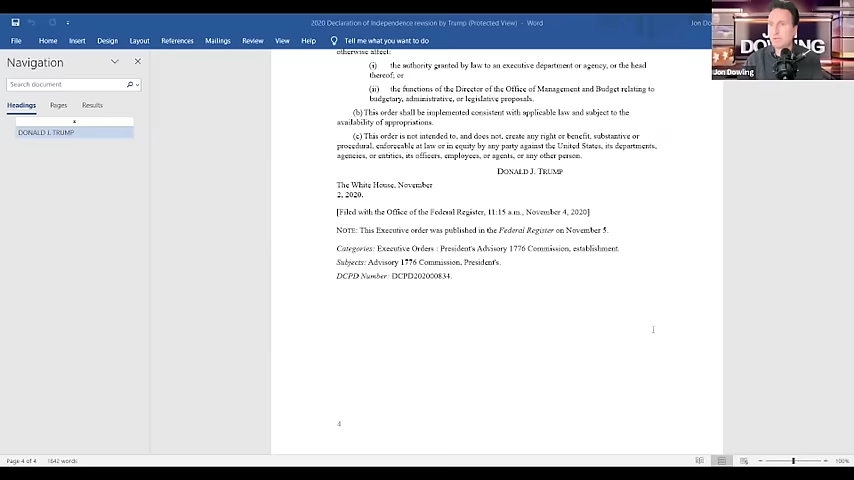 2020 Declaration of Independence revision by Trump (Protected View) - Word
File Home Insert Design Layout References Mailings Review View Help Tell me what you want to do
Navigation
Search document
Headings Pages Results
DONALD J. TRUMP
otherwise affect:
(i) the authority granted by law to an executive department or agency, or the head
thereof; or
(ii) the functions of the Director of the Office of Management and Budget relating to
budgetary, administrative, or legislative proposals.
(b) This order shall be implemented consistent with applicable law and subject to the
availability of appropriations.
(c) This order is not intended to, and does not, create any right or benefit, substantive or
procedural, enforceable at law or in equity by any party against the United States, its departments,
agencies, or entities, its officers, employees, or agents, or any other person.
DONALD J. TRUMP
The White House, November
2, 2020.
[Filed with the Office of the Federal Register, 11:15 a.m., November 4, 2020]
NOTE: This Executive order was published in the Federal Register on November 5.
Categories: Executive Orders : President's Advisory 1776 Commission, establishment.
Subjects: Advisory 1776 Commission, President's.
DCPD Number: DCPD202000834.
4
Page 4 of 4 1642 words
100%
Jon Do
DOWLING
Jon Dowling